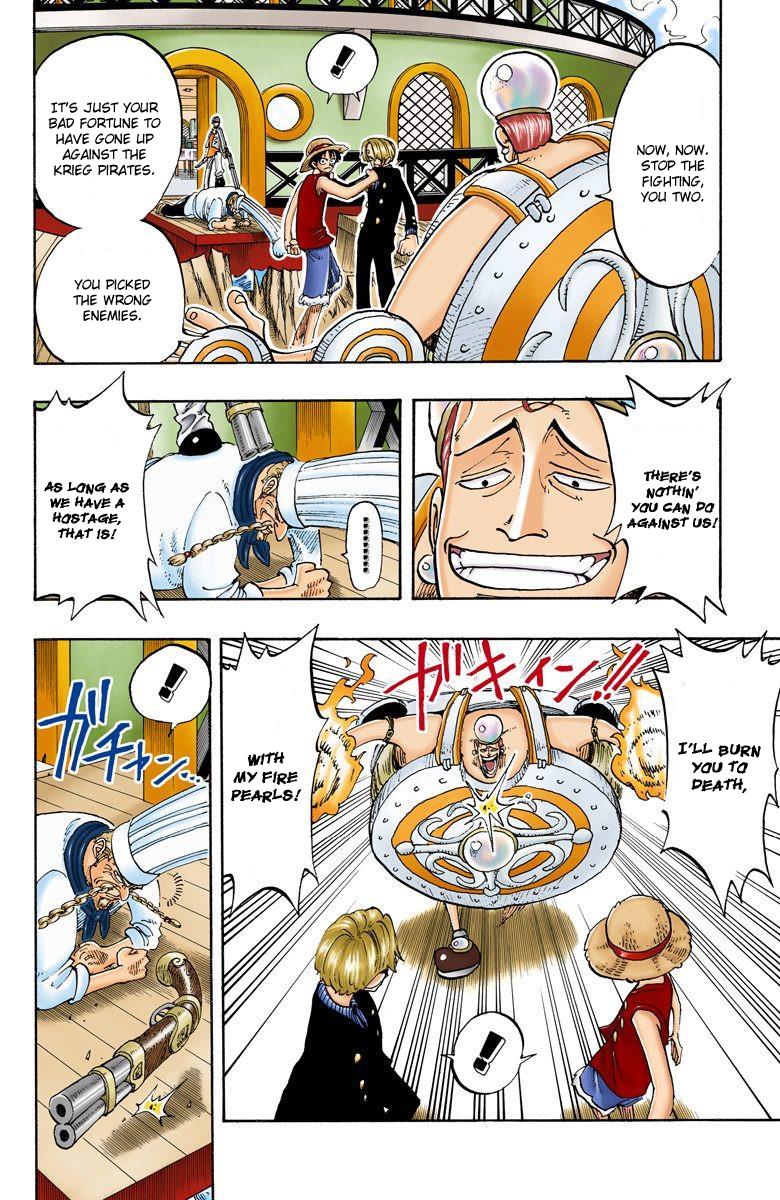 !
NOW, NOW.
STOP THE
FIGHTING,
YOU TWO.
IT'S JUST YOUR
BAD FORTUNE TO
HAVE GONE UP
AGAINST THE
KRIEG PIRATES.
YOU PICKED
THE WRONG
ENEMIES.
THERE'S
NOTHIN'
YOU CAN DO
AGAINST US!
AS LONG AS
WE HAVE A
HOSTAGE,
THAT IS!
.........
ガキィン!!!
I'LL BURN
YOU TO
DEATH,
WITH
MY FIRE
PEARLS!
!
!
ガチャン...